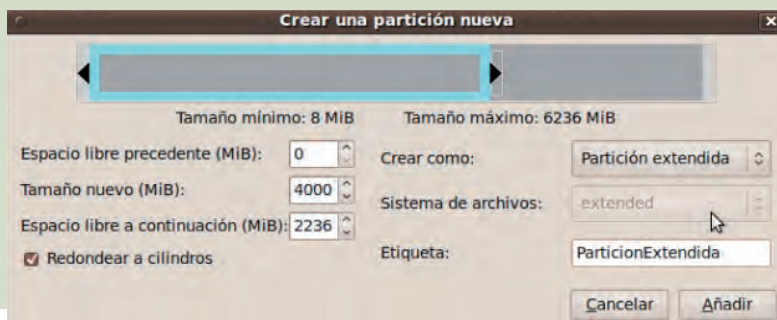 Crear una partición nueva
Tamaño mínimo: 8 MiB Tamaño máximo: 6236 MiB
Espacio libre precedente (MiB): 0
Tamaño nuevo (MiB): 4000
Espacio libre a continuación (MiB): 2236
Redondear a cilindros
Crear como: Partición extendida
Sistema de archivos: extended
Etiqueta: ParticionExtendida
Cancelar Añadir